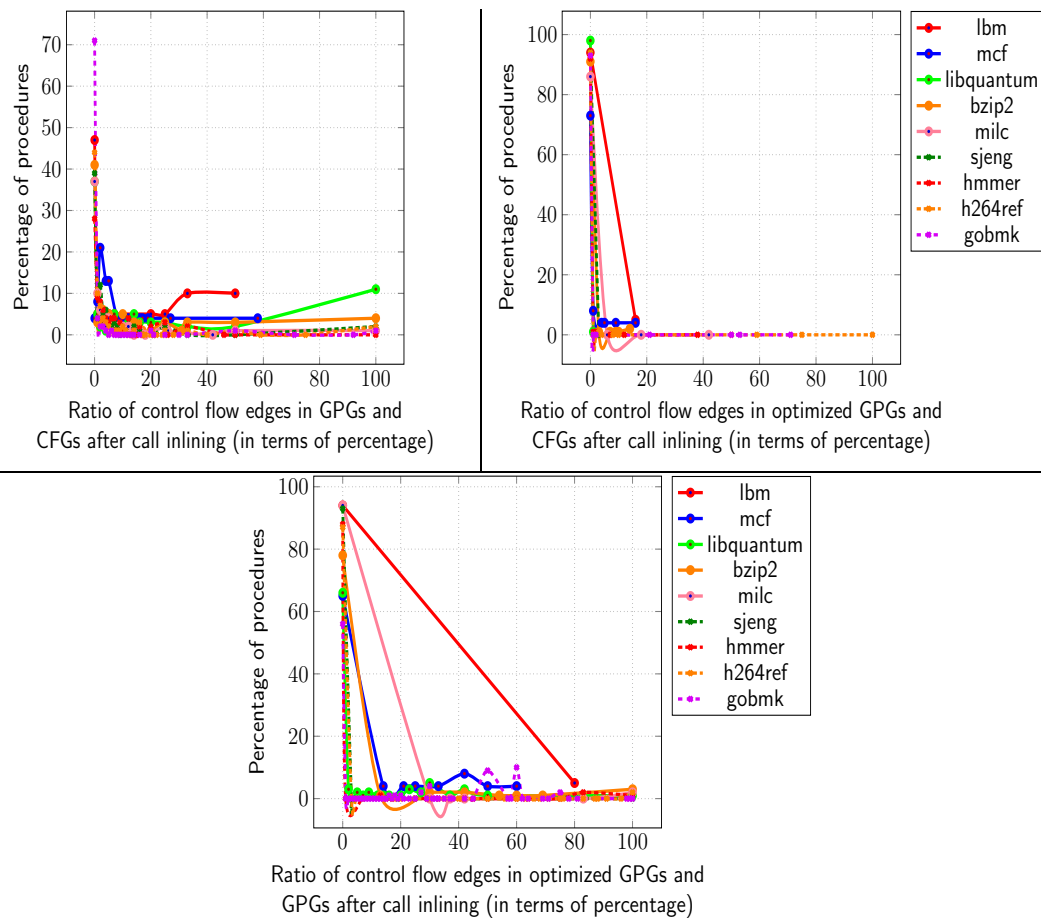 70
60
50
40
30
20
10
0
Percentage of procedures
0 20 40 60 80 100
Ratio of control flow edges in GPGs and
CFGs after call inlining (in terms of percentage)
100
80
60
40
20
0
Percentage of procedures
0 20 40 60 80 100
Ratio of control flow edges in optimized GPGs and
CFGs after call inlining (in terms of percentage)
lbm
mcf
libquantum
bzip2
milc
sjeng
hmmer
h264ref
gobmk
100
80
60
40
20
0
Percentage of procedures
0 20 40 60 80 100
Ratio of control flow edges in optimized GPGs and
GPGs after call inlining (in terms of percentage)
lbm
mcf
libquantum
bzip2
milc
sjeng
hmmer
h264ref
gobmk